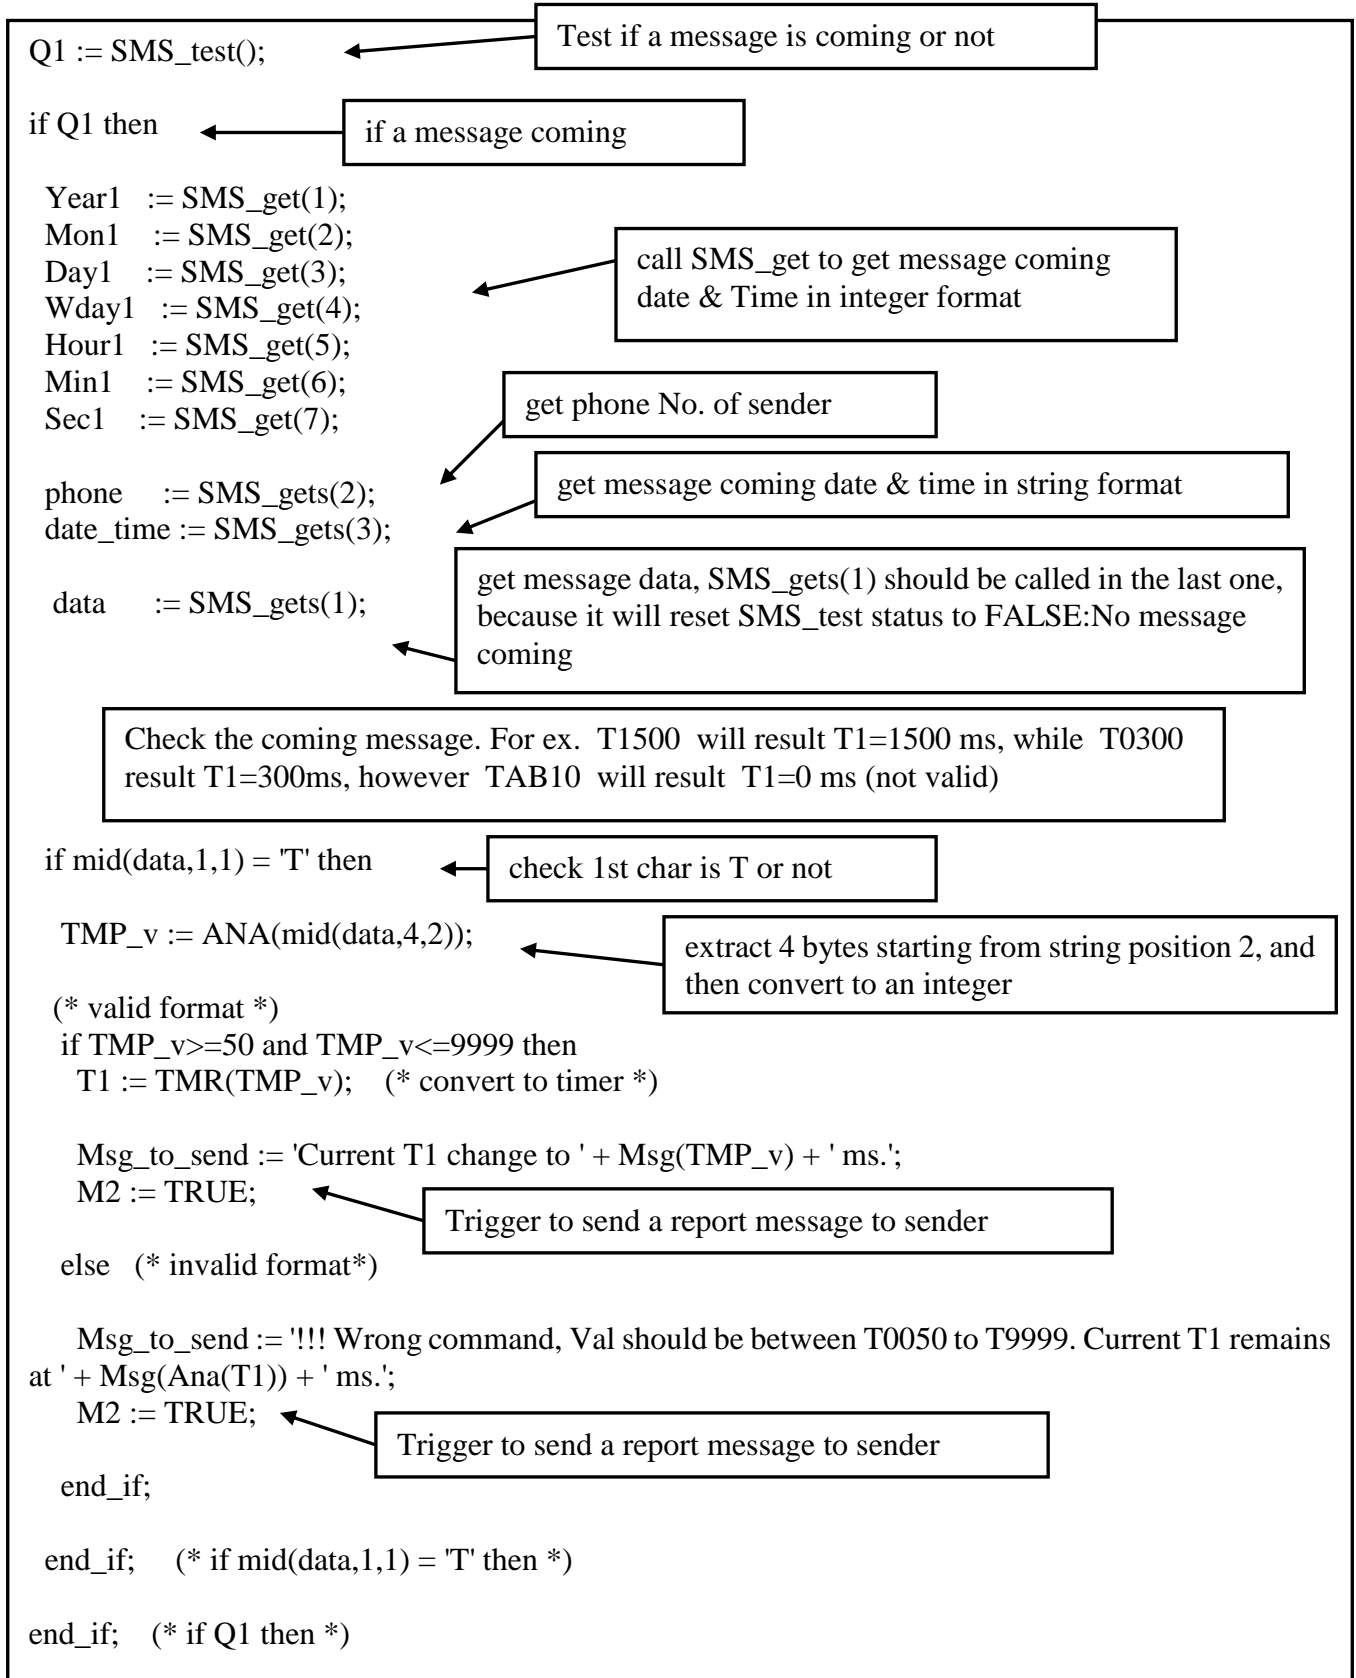 Test if a message is coming or not
Q1 := SMS_test();
if Q1 then
if a message coming
Year1 := SMS_get(1);
Mon1 := SMS_get(2);
Day1 := SMS_get(3);
Wday1 := SMS_get(4);
Hour1 := SMS_get(5);
Min1 := SMS_get(6);
Sec1 := SMS_get(7);
call SMS_get to get message coming
date & Time in integer format
get phone No. of sender
phone := SMS_gets(2);
get message coming date & time in string format
date_time := SMS_gets(3);
data := SMS_gets(1);
get message data, SMS_gets(1) should be called in the last one,
because it will reset SMS_test status to FALSE:No message
coming
Check the coming message. For ex. T1500 will result T1=1500 ms, while T0300
result T1=300ms, however TAB10 will result T1=0 ms (not valid)
if mid(data,1,1) = 'T' then
check 1st char is T or not
TMP_v := ANA(mid(data,4,2));
extract 4 bytes starting from string position 2, and
then convert to an integer
(* valid format *)
if TMP_v>=50 and TMP_v<=9999 then
T1 := TMR(TMP_v); (* convert to timer *)
Msg_to_send := 'Current T1 change to ' + Msg(TMP_v) + ' ms.';
M2 := TRUE;
Trigger to send a report message to sender
else (* invalid format*)
Msg_to_send := '!!! Wrong command, Val should be between T0050 to T9999. Current T1 remains
at ' + Msg(Ana(T1)) + ' ms.';
M2 := TRUE;
Trigger to send a report message to sender
end_if;
end_if; (* if mid(data,1,1) = 'T' then *)
end_if; (* if Q1 then *)